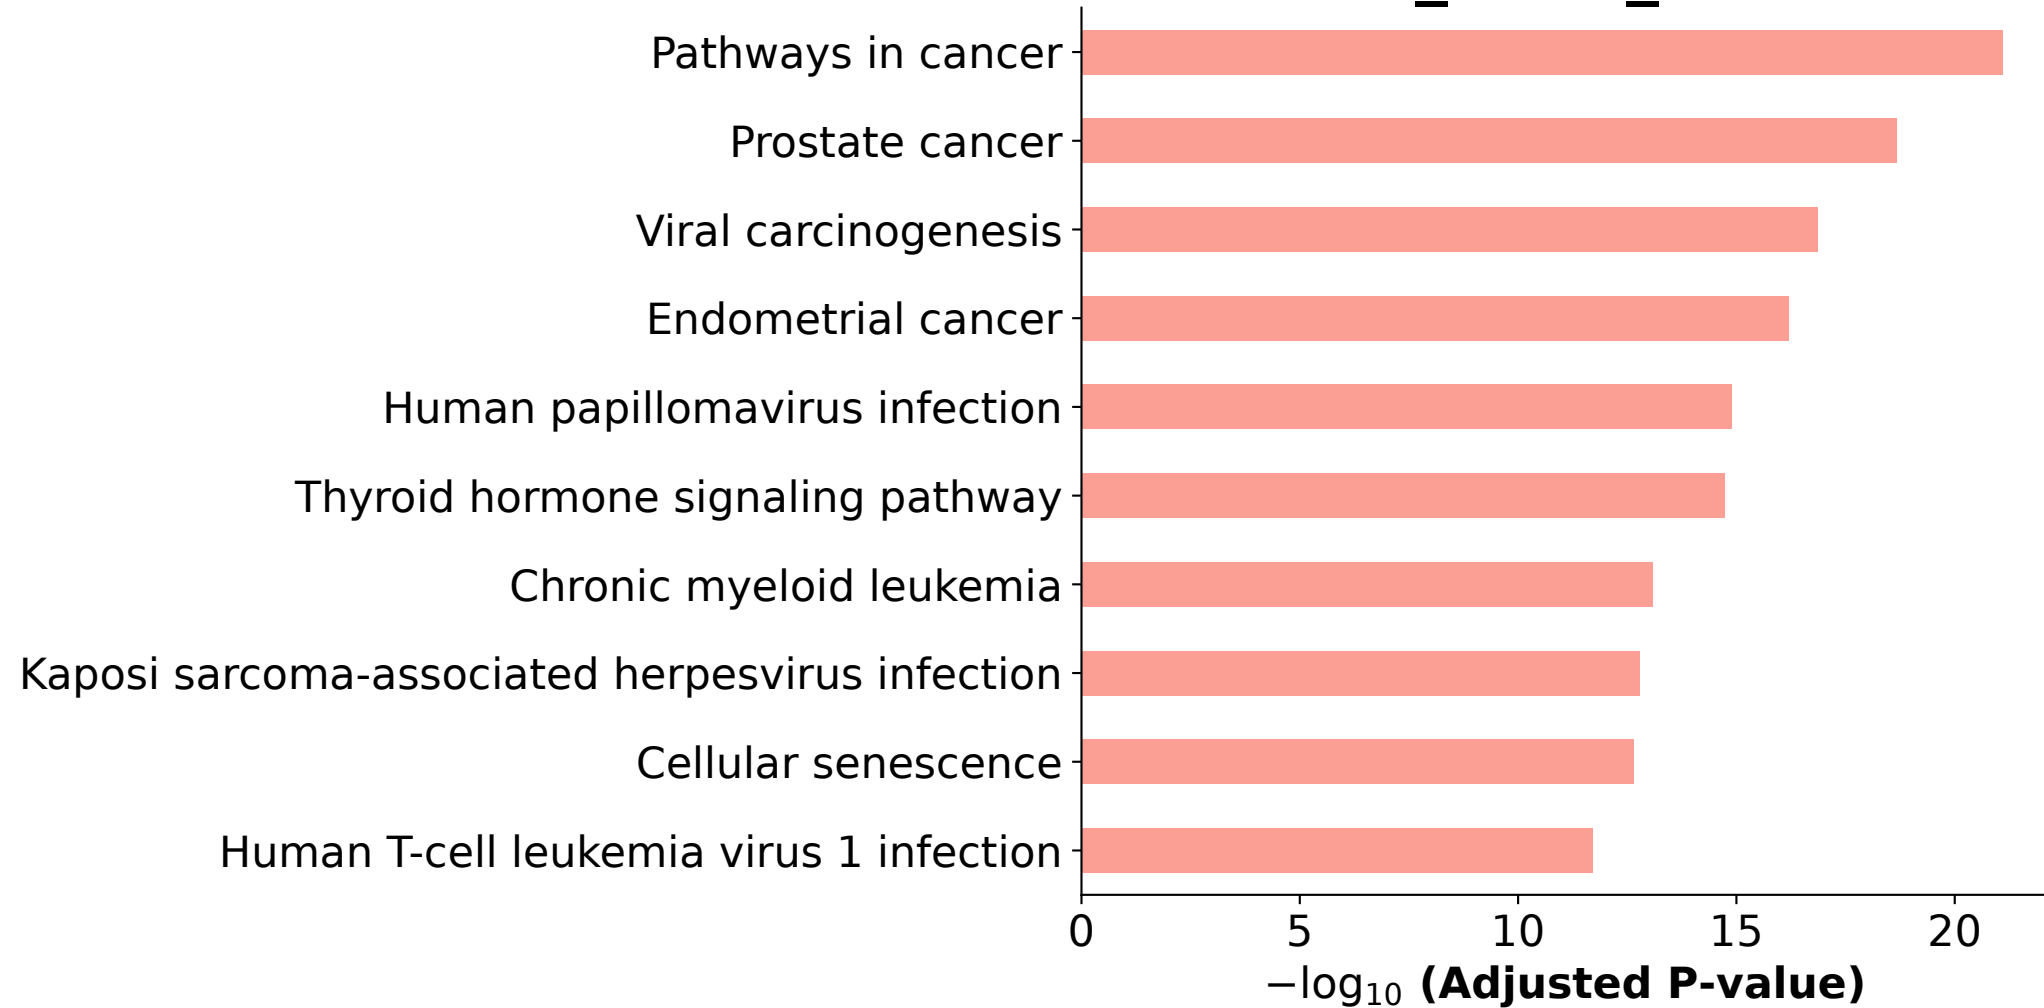 Pathways in cancer
Prostate cancer
Viral carcinogenesis
Endometrial cancer
Human papillomavirus infection
Thyroid hormone signaling pathway
Chronic myeloid leukemia
Kaposi sarcoma-associated herpesvirus infection
Cellular senescence
Human T-cell leukemia virus 1 infection
0 5 10 15 20
−log₁₀ (Adjusted P-value)